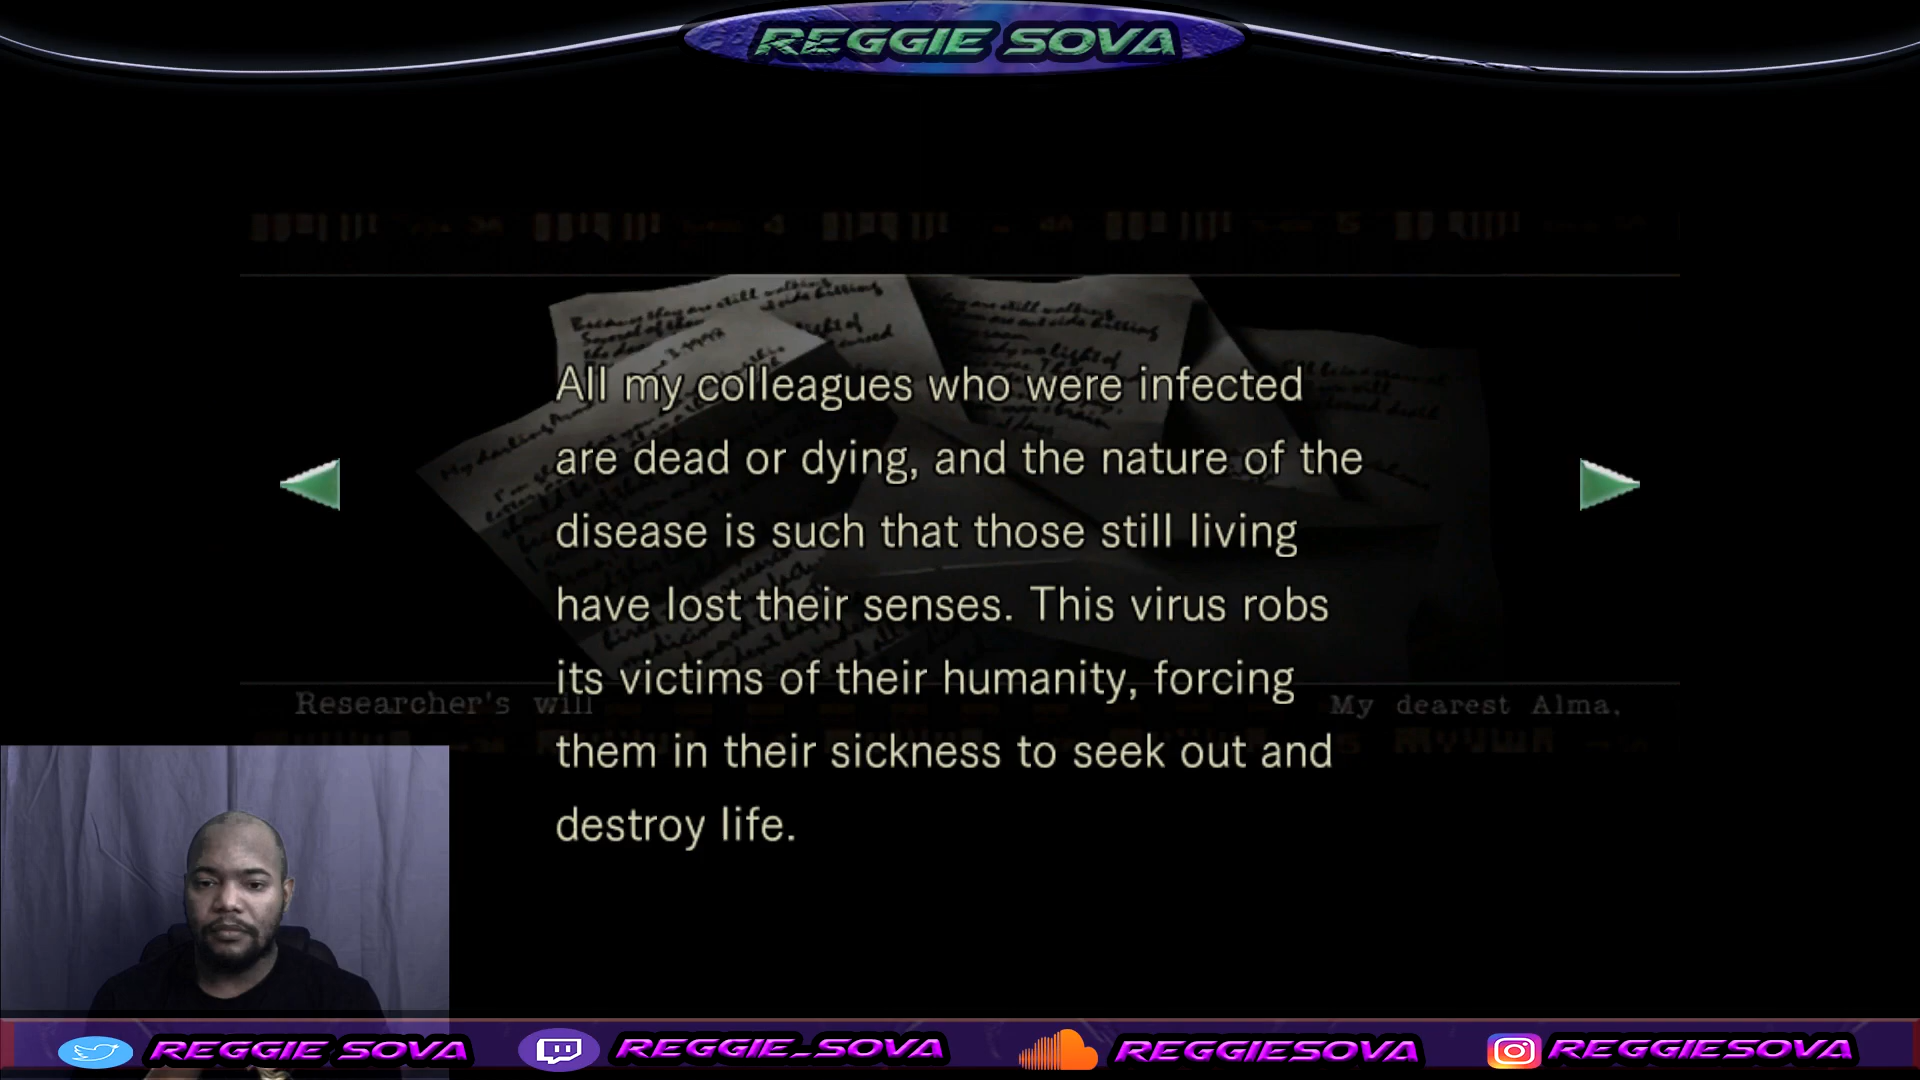 REGGIE SOVA
All my colleagues who were infected
are dead or dying, and the nature of the
disease is such that those still living
have lost their senses. This virus robs
its victims of their humanity, forcing
them in their sickness to seek out and
destroy life.
Researcher's will
My dearest Alma,
REGGIE SOVA
REGGIE_SOVA
REGGIESOVA
REGGIESOVA